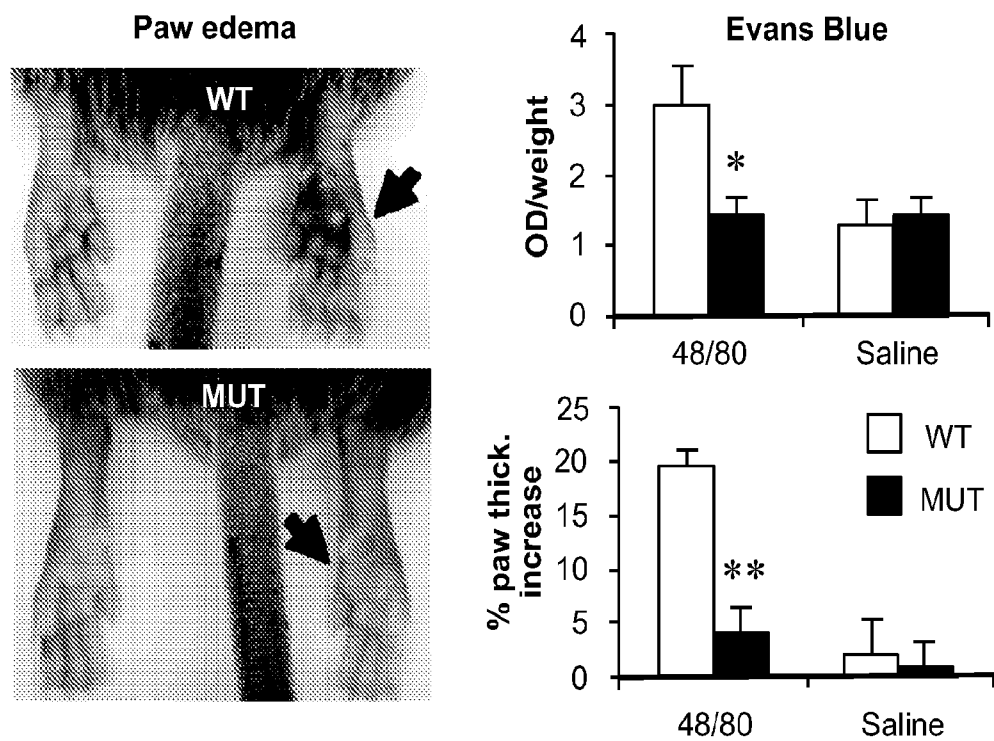 Paw edema
WT
MUT
Evans Blue
OD/weight
4
3
2
1
0
*
48/80
Saline
% paw thick.
increase
25
20
15
10
5
0
**
WT
MUT
48/80
Saline